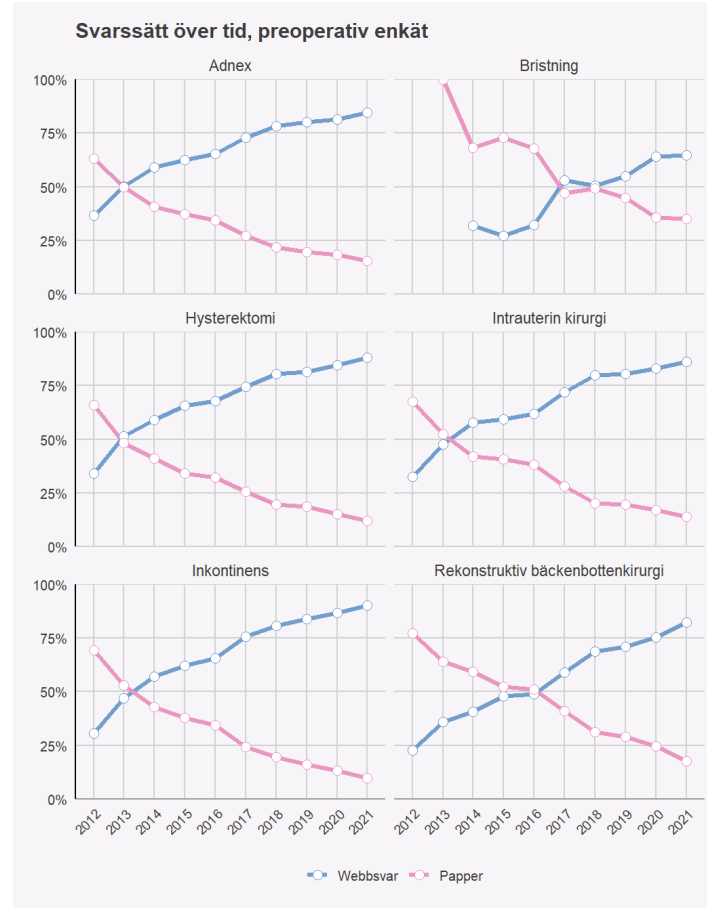 Svarssätt över tid, preoperativ enkät
Adnex
Bristning
100%
75%
50%
25%
0%
Hysterektomi
Intrauterin kirurgi
100%
75%
50%
25%
0%
Inkontinens
Rekonstruktiv bäckenbottenkirurgi
100%
75%
50%
25%
0%
2012 2013 2014 2015 2016 2017 2018 2019 2020 2021
2012 2013 2014 2015 2016 2017 2018 2019 2020 2021
Webbsvar Papper